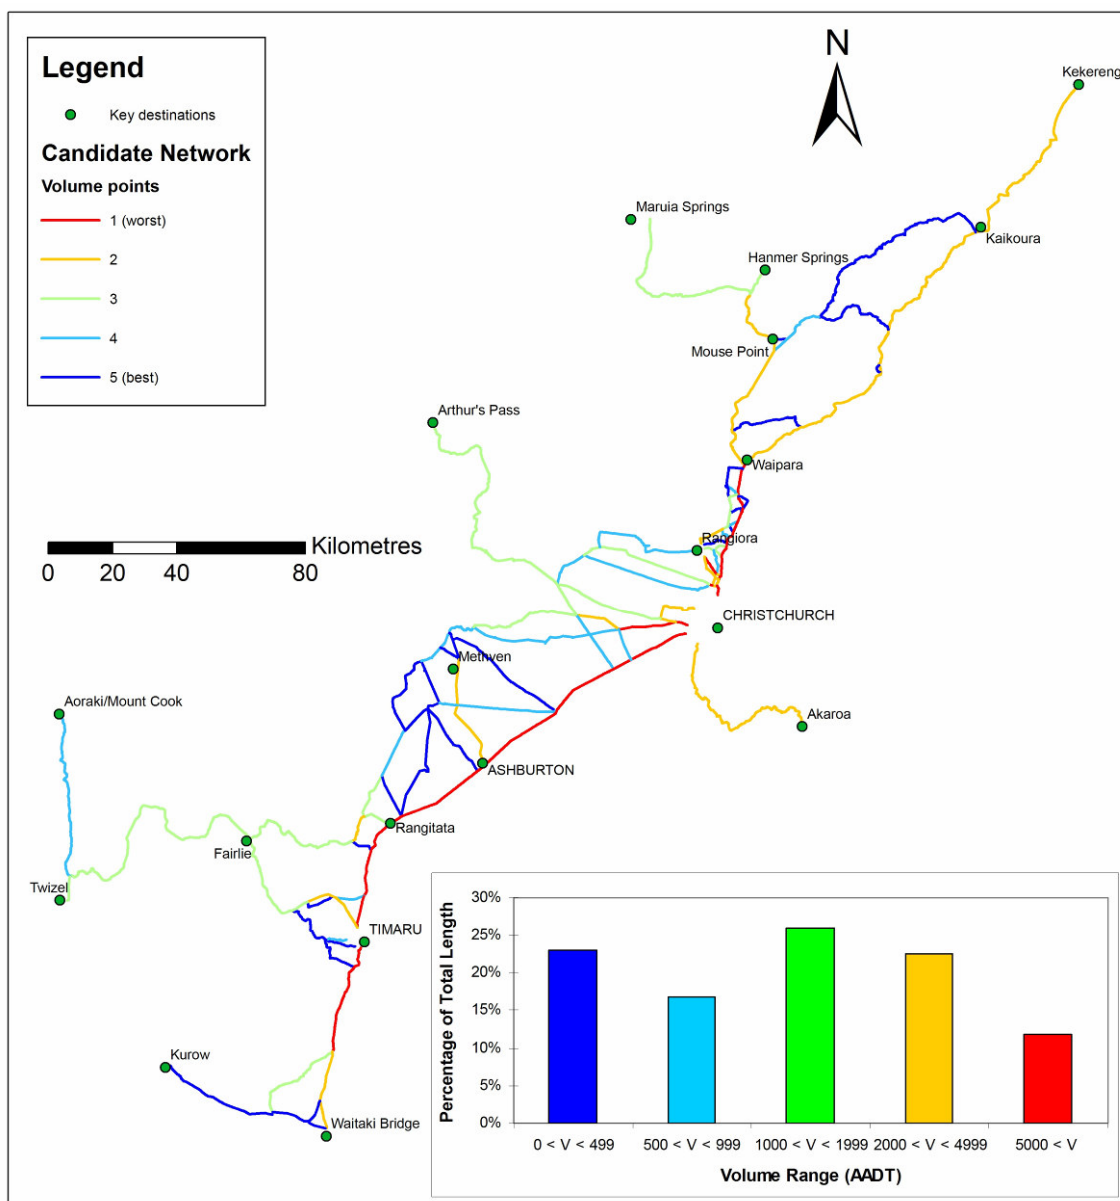 Legend
Key destinations
Candidate Network
Volume points
1 (worst)
2
3
4
5 (best)
N
Kekereng
Maruia Springs
Kaikoura
Hanmer Springs
Mouse Point
Arthur's Pass
Waipara
Rangiora
Kilometres
0 20 40 80
CHRISTCHURCH
Methven
Aoraki/Mount Cook
Akaroa
ASHBURTON
Rangitata
Fairlie
Twizel
TIMARU
Kurow
Waitaki Bridge
Percentage of Total Length
30%
25%
20%
15%
10%
5%
0%
0 < V < 499 500 < V < 999 1000 < V < 1999 2000 < V < 4999 5000 < V
Volume Range (AADT)